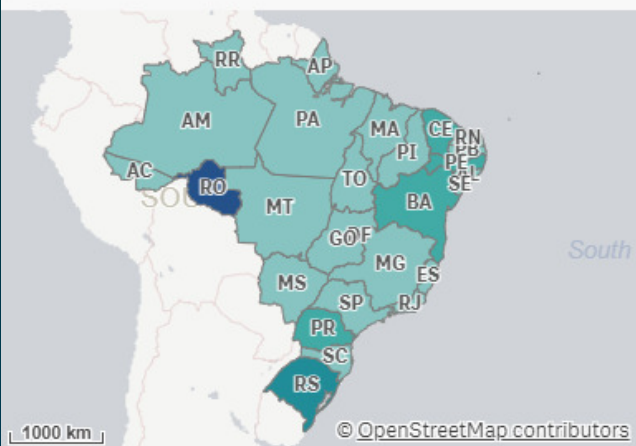 RR
AP
AM
PA
MA
CE
RN
PB
PI
PE
AL
AC
RO
TO
SE
SOU
MT
BA
GO DF
South
MG
MS
ES
SP
RJ
PR
SC
RS
1000 km
© OpenStreetMap contributors